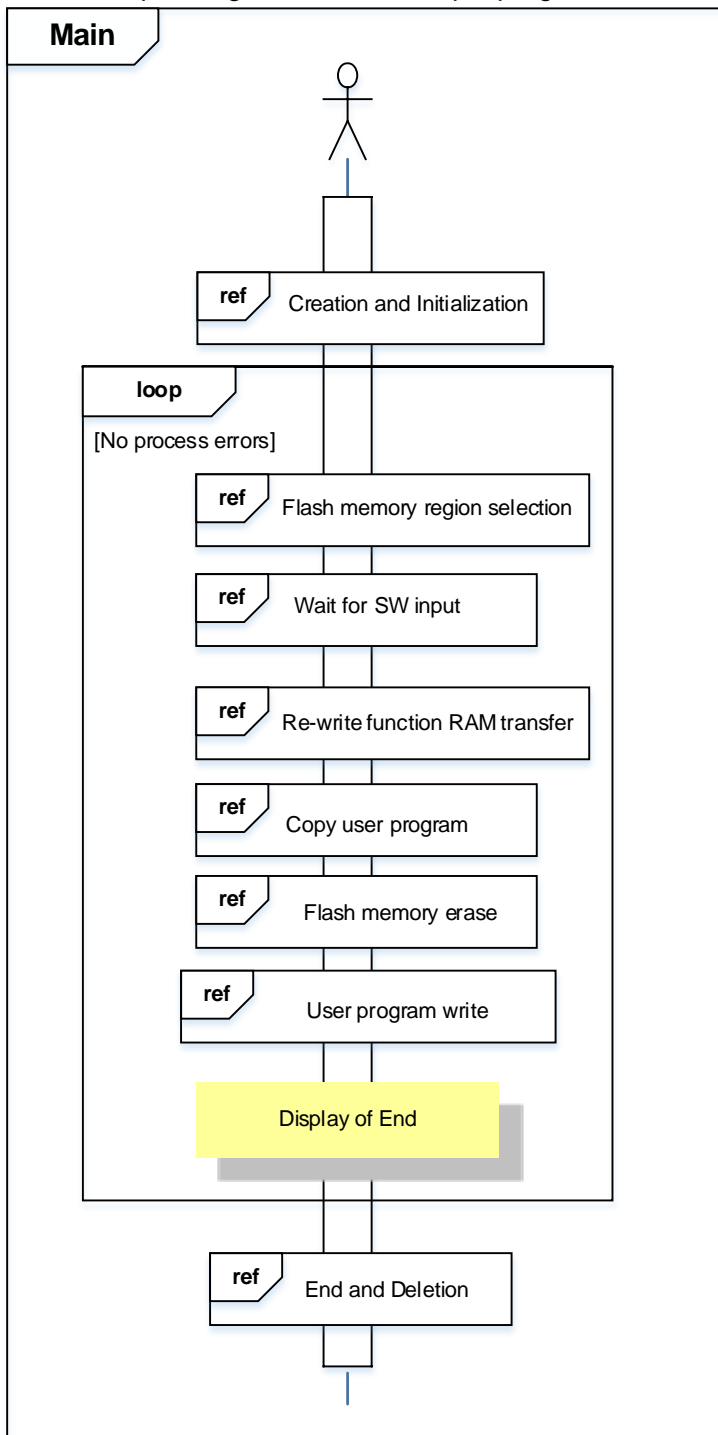 Main
ref
Creation and Initialization
loop
[No process errors]
ref
Flash memory region selection
ref
Wait for SW input
ref
Re-write function RAM transfer
ref
Copy user program
ref
Flash memory erase
ref
User program write
Display of End
ref
End and Deletion